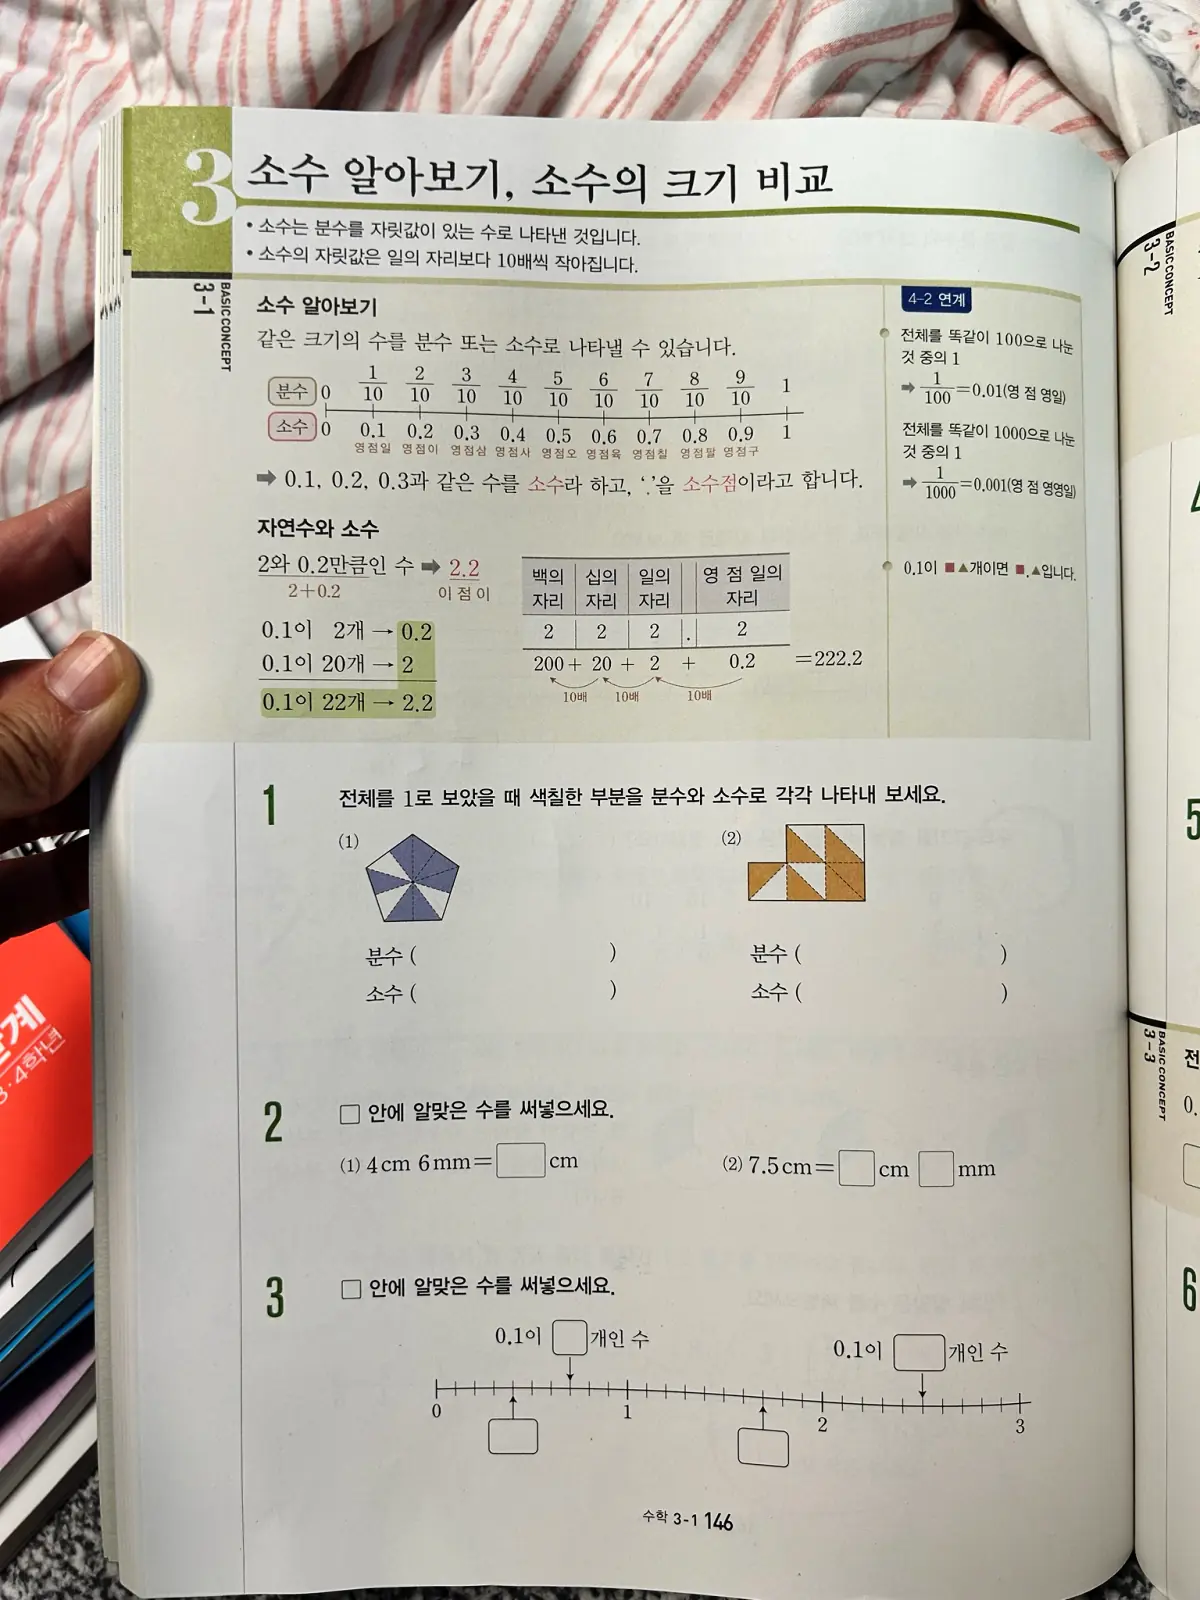 3 소수 알아보기, 소수의 크기 비교
• 소수는 분수를 자릿값이 있는 수로 나타낸 것입니다.
• 소수의 자릿값은 일의 자리보다 10배씩 작아집니다.
BASIC CONCEPT
3-1
소수 알아보기
같은 크기의 수를 분수 또는 소수로 나타낼 수 있습니다.
분수 0 1/10 2/10 3/10 4/10 5/10 6/10 7/10 8/10 9/10 1
소수 0 0.1 0.2 0.3 0.4 0.5 0.6 0.7 0.8 0.9 1
영점일 영점이 영점삼 영점사 영점오 영점육 영점칠 영점팔 영점구
➡ 0.1, 0.2, 0.3과 같은 수를 소수라 하고, ‘.’을 소수점이라고 합니다.
자연수와 소수
2와 0.2만큼인 수 ➡ 2.2
2+0.2 이 점 이
0.1이 2개 → 0.2
0.1이 20개 → 2
0.1이 22개 → 2.2
백의 십의 일의 영 점 일의
자리 자리 자리 자리
2 2 2 . 2
200+ 20 + 2 + 0.2 =222.2
10배 10배 10배
4-2 연계
전체를 똑같이 100으로 나눈
것 중의 1
➡ 1/100=0.01(영 점 영일)
전체를 똑같이 1000으로 나눈
것 중의 1
➡ 1/1000=0.001(영 점 영영일)
0.1이 ■▲개이면 ■.▲입니다.
1 전체를 1로 보았을 때 색칠한 부분을 분수와 소수로 각각 나타내 보세요.
(1) (2)
분수 ( ) 분수 ( )
소수 ( ) 소수 ( )
2 □ 안에 알맞은 수를 써넣으세요.
(1) 4cm 6mm=□cm (2) 7.5cm=□cm □mm
3 □ 안에 알맞은 수를 써넣으세요.
0.1이 □개인 수 0.1이 □개인 수
0 1 2 3
수학 3-1 146
BASIC CONCEPT
3-2
4
5
BASIC CONCEPT
3-3
전
0.
6
단계
3·4학년